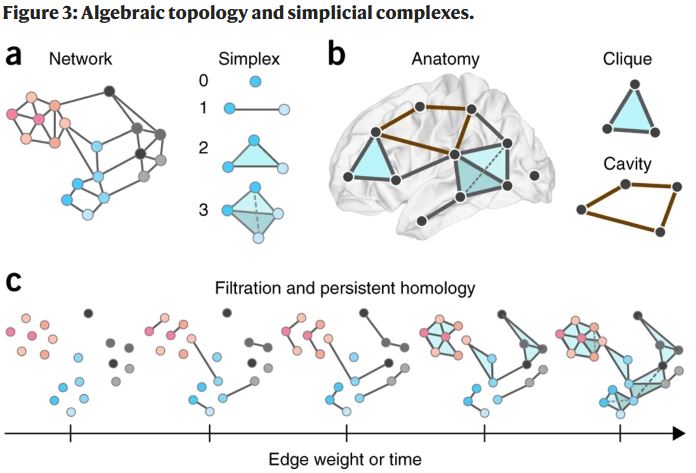 Figure 3: Algebraic topology and simplicial complexes.
a
Network
Simplex
0
1
2
3
b
Anatomy
Clique
Cavity
c
Filtration and persistent homology
Edge weight or time